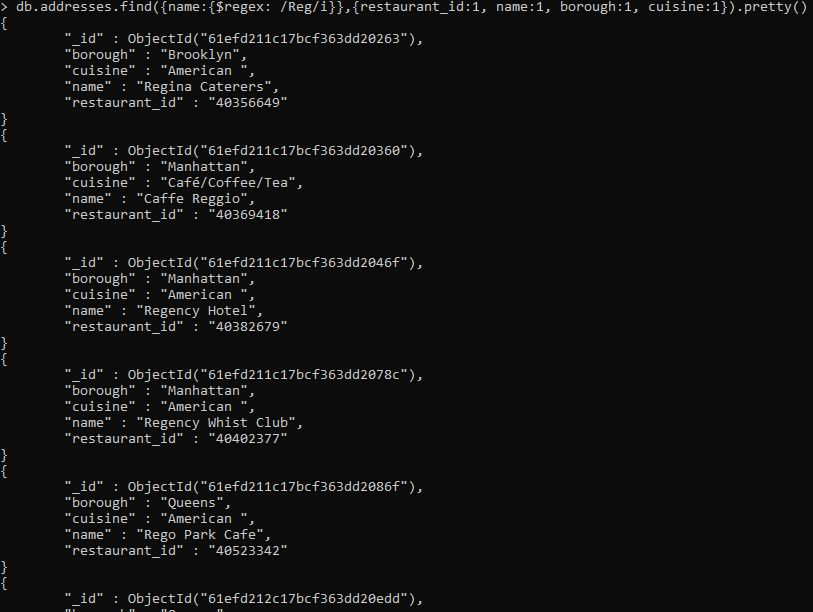 > db.addresses.find({name:{$regex: /Reg/i}},{restaurant_id:1, name:1, borough:1, cuisine:1}).pretty()
{
        "_id" : ObjectId("61efd211c17bcf363dd20263"),
        "borough" : "Brooklyn",
        "cuisine" : "American ",
        "name" : "Regina Caterers",
        "restaurant_id" : "40356649"
}
{
        "_id" : ObjectId("61efd211c17bcf363dd20360"),
        "borough" : "Manhattan",
        "cuisine" : "Café/Coffee/Tea",
        "name" : "Caffe Reggio",
        "restaurant_id" : "40369418"
}
{
        "_id" : ObjectId("61efd211c17bcf363dd2046f"),
        "borough" : "Manhattan",
        "cuisine" : "American ",
        "name" : "Regency Hotel",
        "restaurant_id" : "40382679"
}
{
        "_id" : ObjectId("61efd211c17bcf363dd2078c"),
        "borough" : "Manhattan",
        "cuisine" : "American ",
        "name" : "Regency Whist Club",
        "restaurant_id" : "40402377"
}
{
        "_id" : ObjectId("61efd211c17bcf363dd2086f"),
        "borough" : "Queens",
        "cuisine" : "American ",
        "name" : "Rego Park Cafe",
        "restaurant_id" : "40523342"
}
{
        "_id" : ObjectId("61efd212c17bcf363dd20edd"),